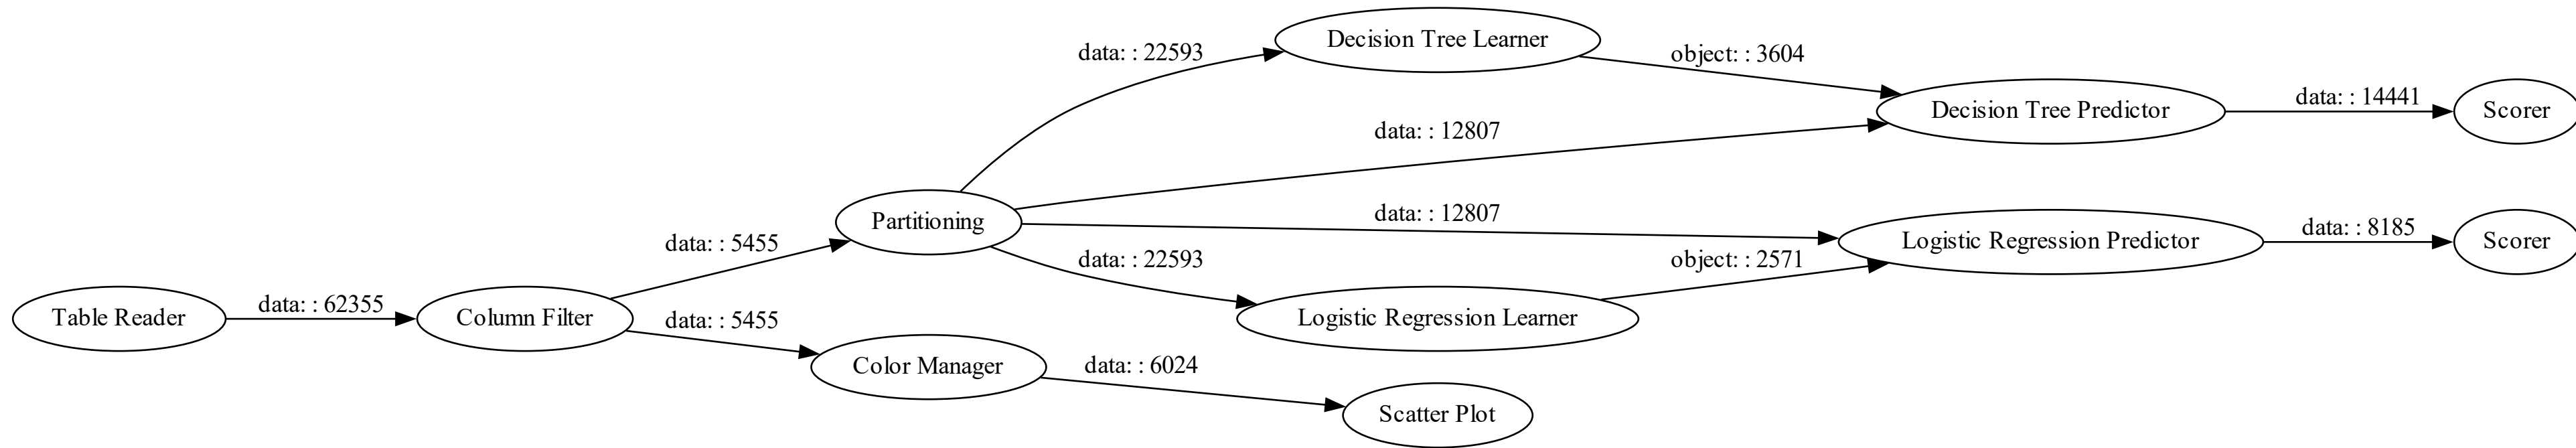 Decision Tree Learner
data: : 22593
object: : 3604
data: : 14441
Decision Tree Predictor
Scorer
data: : 12807
Partitioning
data: : 12807
data: : 8185
Logistic Regression Predictor
Scorer
data: : 5455
data: : 22593
object: : 2571
Table Reader
data: : 62355
Column Filter
data: : 5455
Logistic Regression Learner
Color Manager
data: : 6024
Scatter Plot